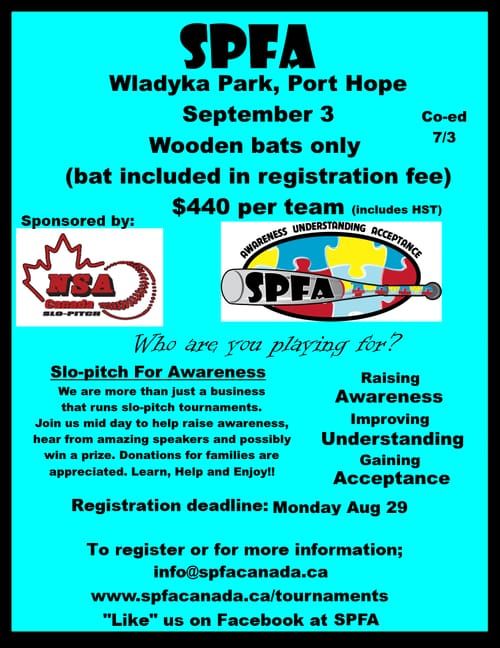 SPFA
Wladyka Park, Port Hope
September 3
Co-ed
7/3
Wooden bats only
(bat included in registration fee)
$440 per team (includes HST)
Sponsored by:
NSA
Canada
SLO-PITCH
AWARENESS UNDERSTANDING ACCEPTANCE
SPFA
Who are you playing for?
Slo-pitch For Awareness
We are more than just a business
that runs slo-pitch tournaments.
Join us mid day to help raise awareness,
hear from amazing speakers and possibly
win a prize. Donations for families are
appreciated. Learn, Help and Enjoy!!
Raising
Awareness
Improving
Understanding
Gaining
Acceptance
Registration deadline: Monday Aug 29
To register or for more information;
info@spfacanada.ca
www.spfacanada.ca/tournaments
"Like" us on Facebook at SPFA